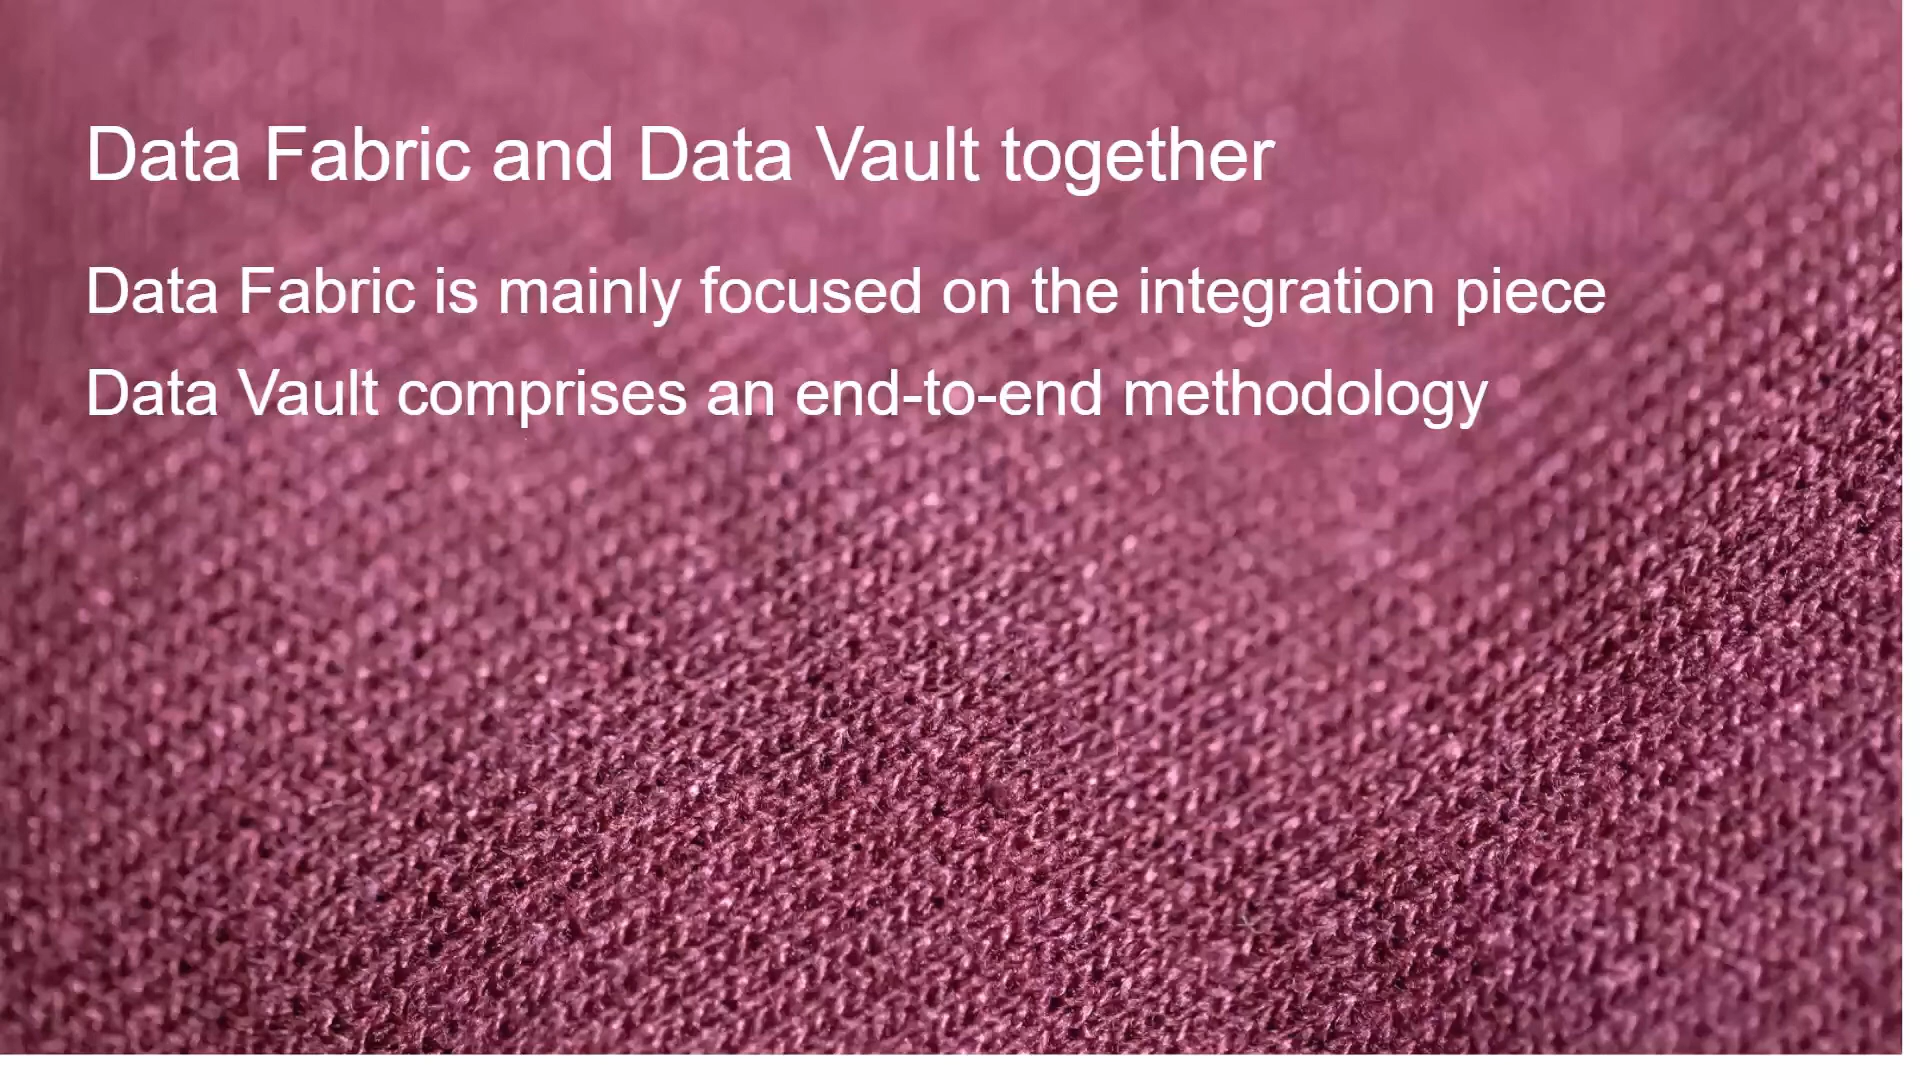 Data Fabric and Data Vault together
Data Fabric is mainly focused on the integration piece
Data Vault comprises an end-to-end methodology